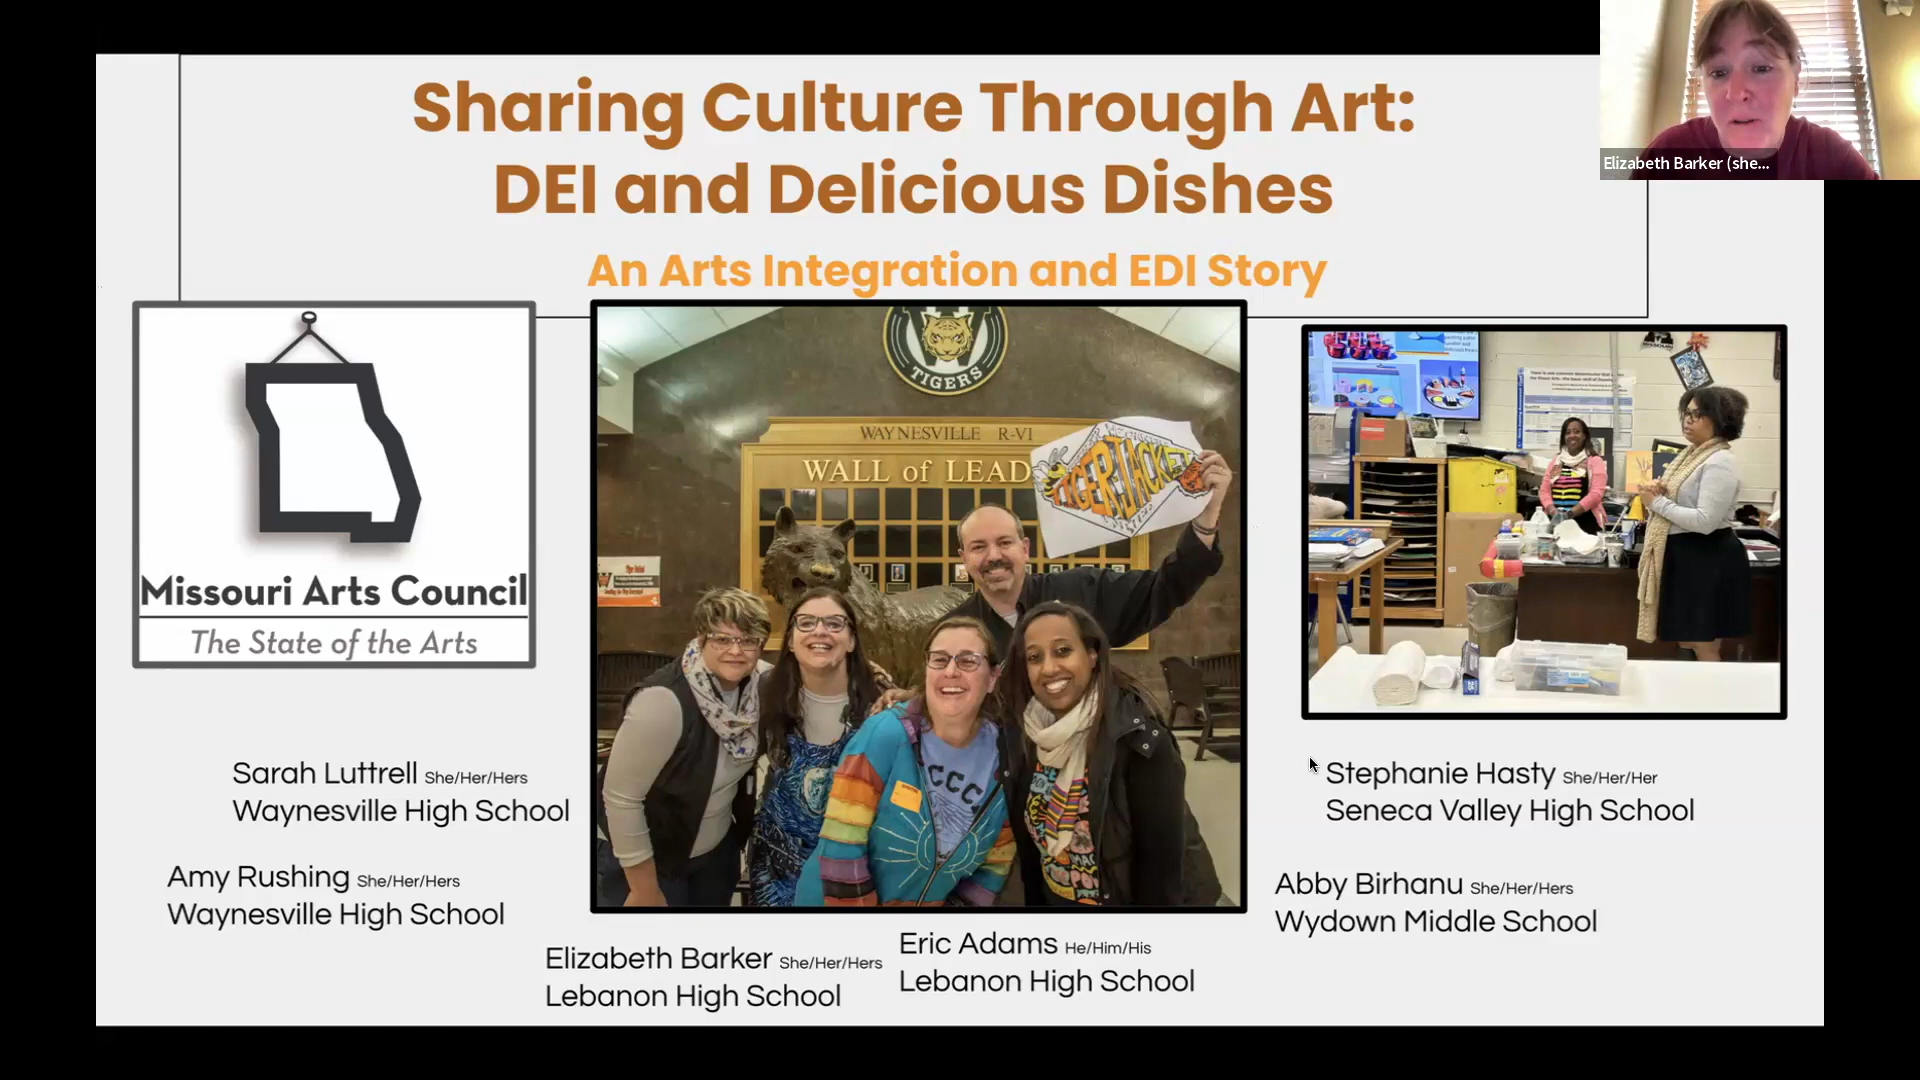 Sharing Culture Through Art:
DEI and Delicious Dishes
An Arts Integration and EDI Story
Elizabeth Barker (she...
Missouri Arts Council
The State of the Arts
TIGERS
WAYNESVILLE R-VI
WALL of LEAD
TIGERJACKET
CCCC
Sarah Luttrell She/Her/Hers
Waynesville High School
Amy Rushing She/Her/Hers
Waynesville High School
Elizabeth Barker She/Her/Hers
Lebanon High School
Eric Adams He/Him/His
Lebanon High School
Stephanie Hasty She/Her/Her
Seneca Valley High School
Abby Birhanu She/Her/Hers
Wydown Middle School